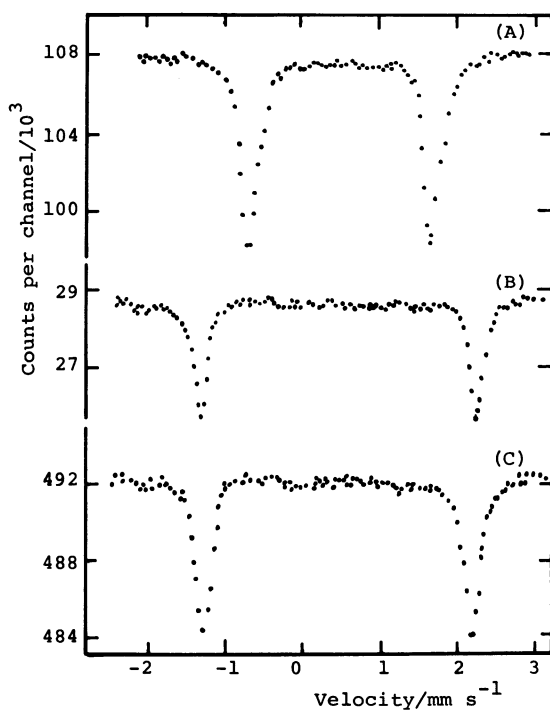 (A)
108
104
100
(B)
29
27
(C)
492
488
484
Counts per channel/10³
-2 -1 0 1 2 3
Velocity/mm s⁻¹